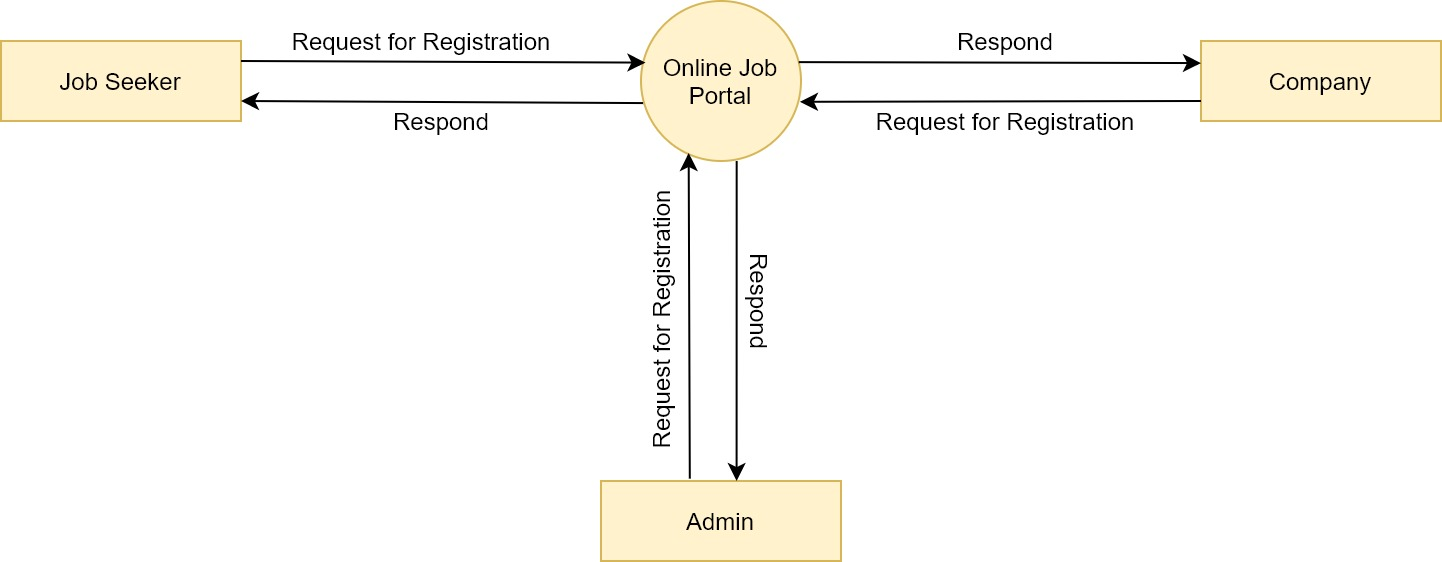 Request for Registration
Respond
Job Seeker
Online Job
Portal
Company
Respond
Request for Registration
Request for Registration
Respond
Admin